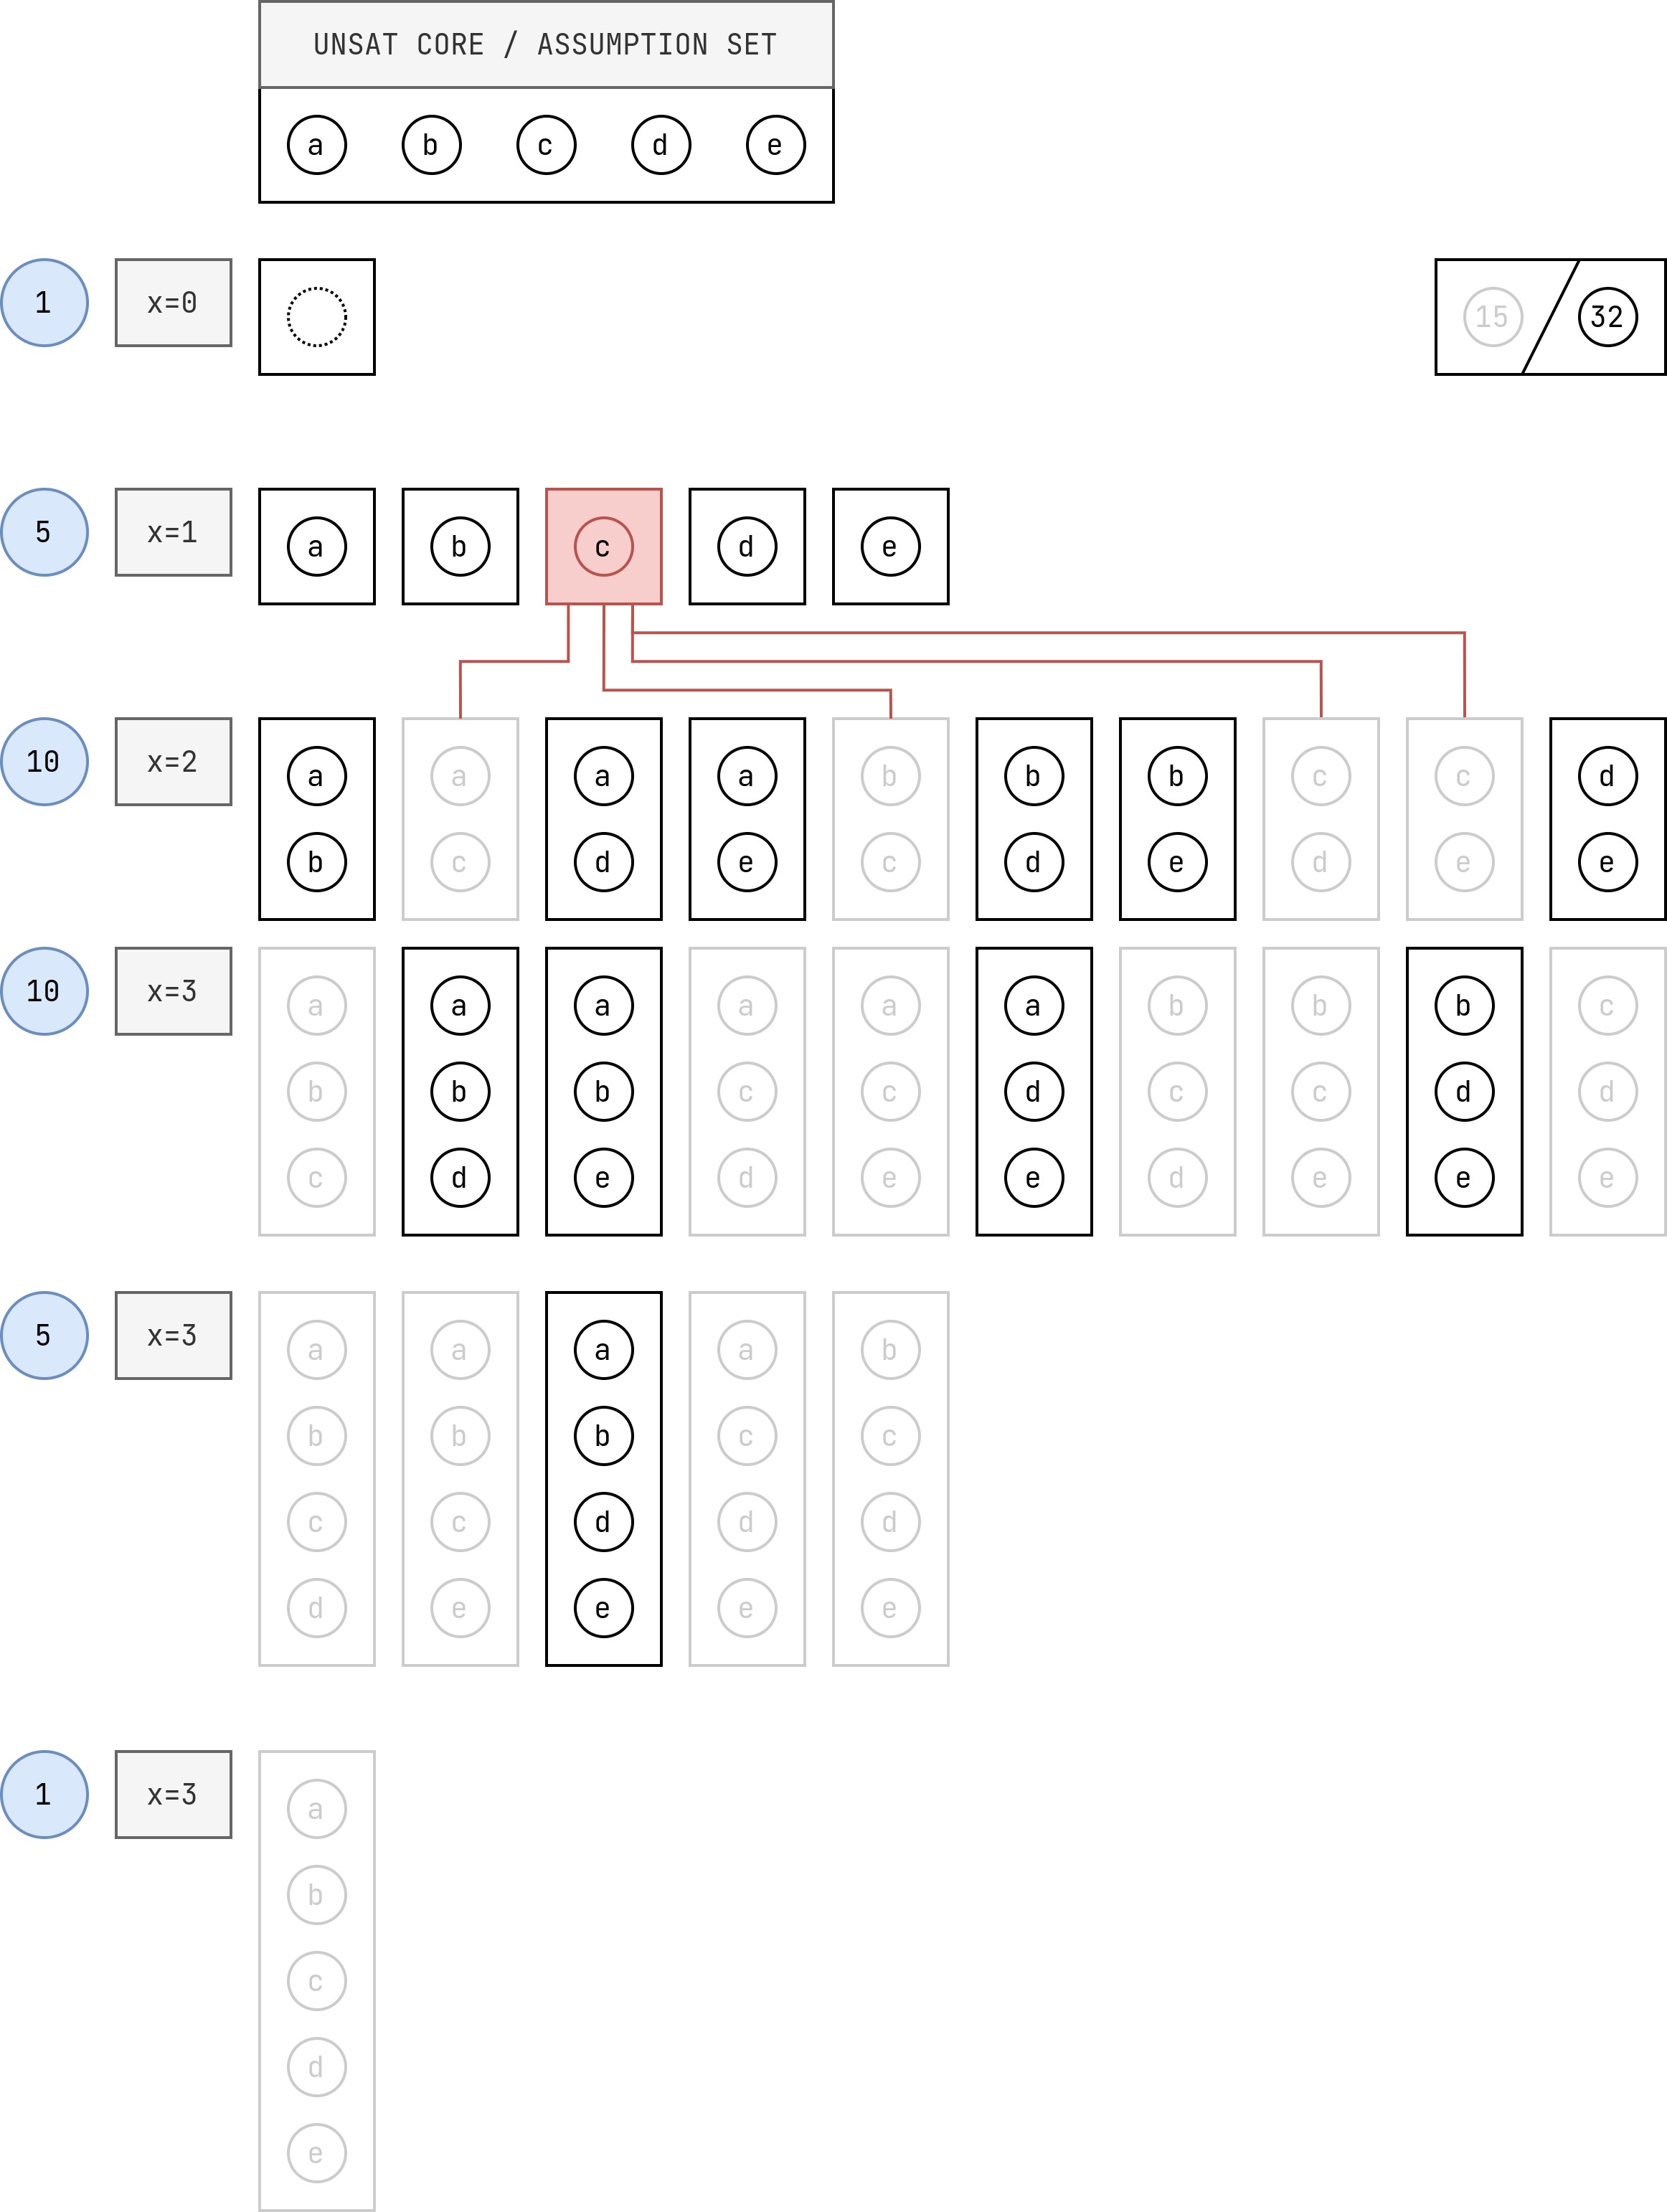 UNSAT CORE / ASSUMPTION SET
a b c d e
1 x=0 15 32
5 x=1 a b c d e
10 x=2 a a a a b b b c c d
b c d e c d e d e e
10 x=3 a a a a a a b b b c
b b b c c d c c d d
c d e d e e d e e e
5 x=3 a a a a b
b b b c c
c c d d d
d e e e e
1 x=3 a
b
c
d
e